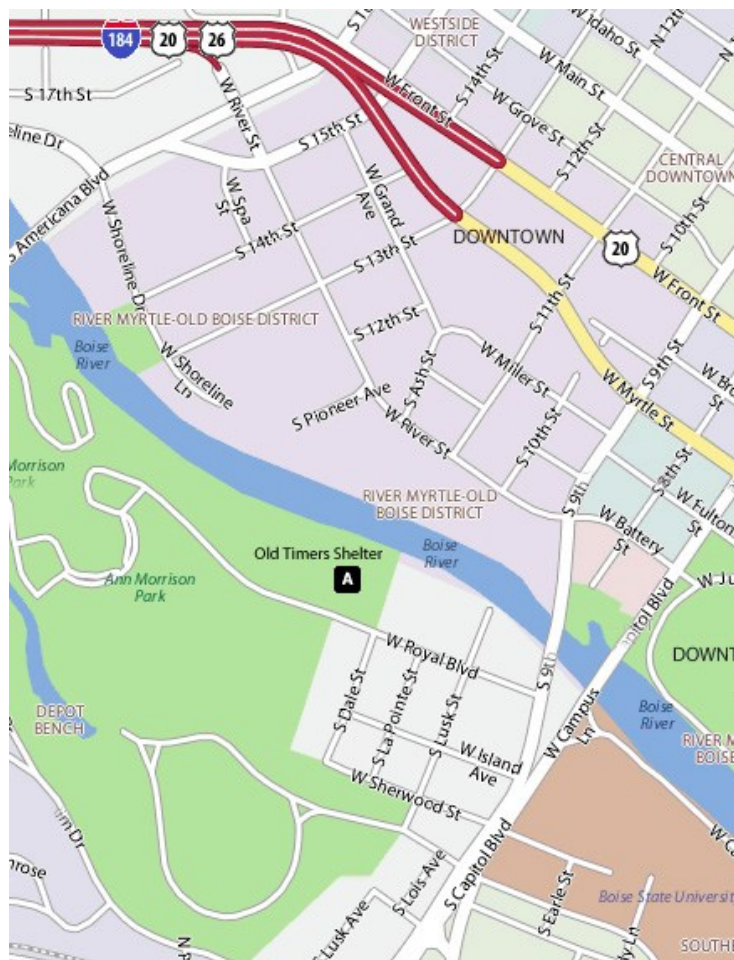 WESTSIDE
DISTRICT
W Idaho St
184
20
26
S 14th St
W Main St
W River St
S 17th St
W Front St
W Grove St
S 15th St
S 12th St
CENTRAL
DOWNTOWN
S Americana Blvd
W Spa
St
W Grand
Ave
S 10th St
W Shoreline Dr
S 14th St
S 13th St
DOWNTOWN
20
W Front St
S 11th St
RIVER MYRTLE-OLD BOISE DISTRICT
S 12th St
Boise
River
W Shoreline
Ln
S Ash St
W Miller St
S 9th St
W Myrtle St
S Pioneer Ave
W River St
S 10th St
S 8th St
Morrison
Park
RIVER MYRTLE-OLD
BOISE DISTRICT
S 9th
W Fulton
St
W Battery
St
Old Timers Shelter
A
Boise
River
Ann Morrison
Park
W Royal Blvd
S 9th
S Dale St
S La Pointe St
S Lusk St
W Campus
Ln
Boise
River
DEPOT
BENCH
W Island
Ave
W Sherwood St
S Capitol Blvd
S Lois Ave
S Earle St
S Lusk Ave